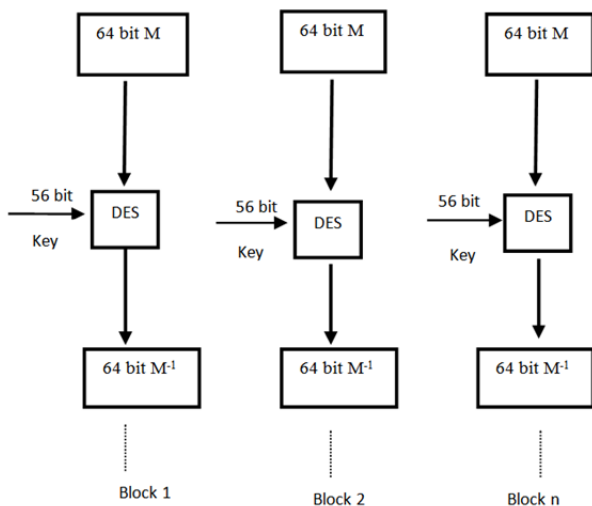 64 bit M
64 bit M
64 bit M
56 bit
DES
Key
56 bit
DES
Key
56 bit
DES
Key
64 bit M⁻¹
64 bit M⁻¹
64 bit M⁻¹
Block 1
Block 2
Block n